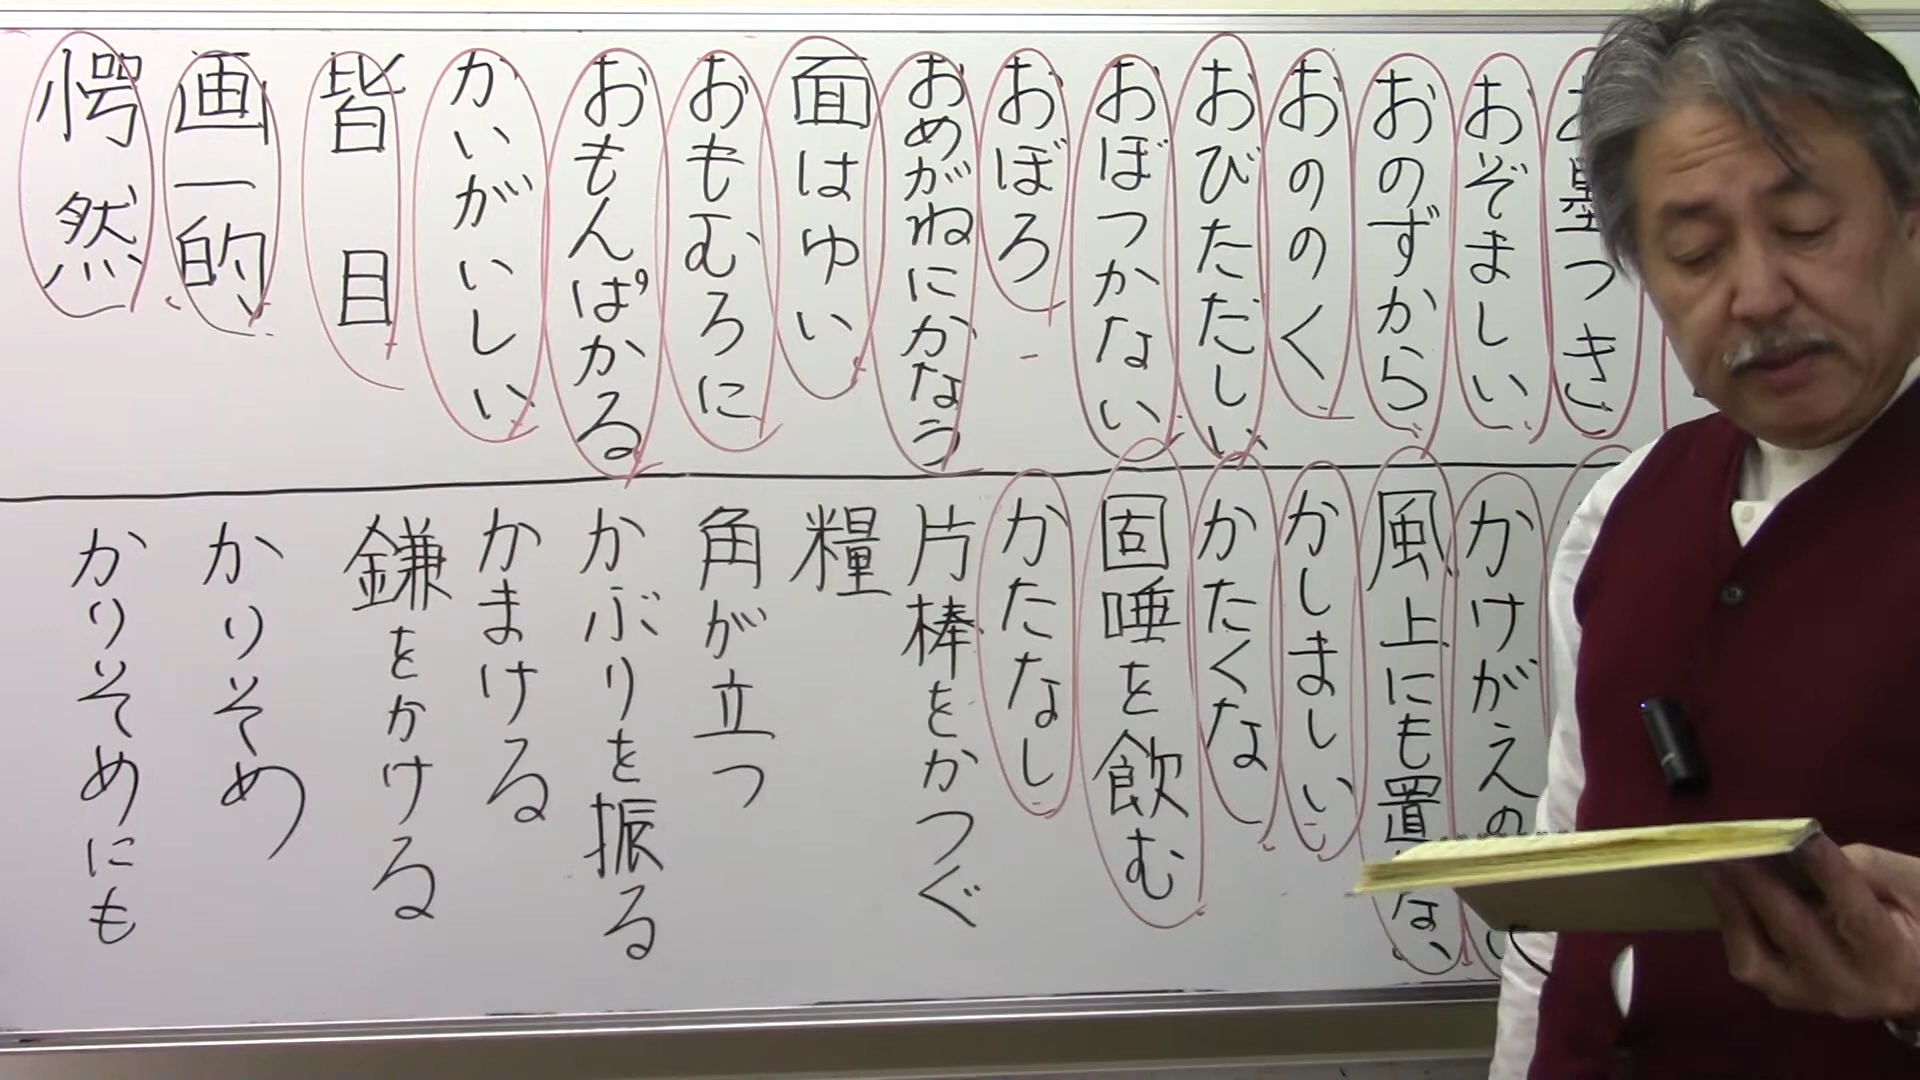 お墨つき
おぞましい
おのずから
おののく
おびただしい
おぼつかない
おぼろ
おめがねにかなう
面はゆい
おもむろに
おもんぱかる
かいがいしい
皆目
画一的
愕然
かけがえの
風上にも置
かしましい
かたくな
固唾を飲む
かたなし
片棒をかつぐ
糧
角が立つ
かぶりを振る
かまける
鎌をかける
かりそめ
かりそめにも